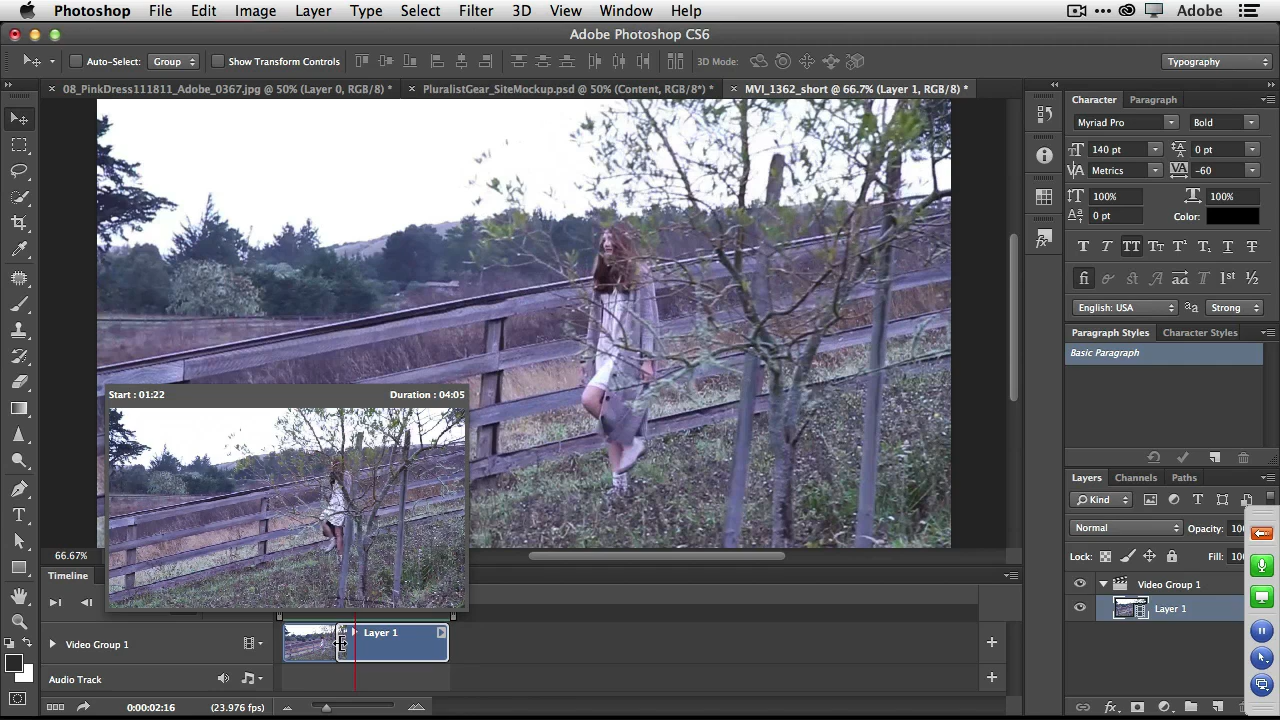 Photoshop File Edit Image Layer Type Select Filter 3D View Window Help Adobe
Adobe Photoshop CS6
Auto-Select: Group Show Transform Controls 3D Mode: Typography
08_PinkDress111811_Adobe_0367.jpg @ 50% (Layer 0, RGB/8) * PluralistGear_SiteMockup.psd @ 50% (Content, RGB/8*) * MVI_1362_short @ 66.7% (Layer 1, RGB/8) *
Character Paragraph
Myriad Pro Bold
140 pt 0 pt
Metrics -60
100% 100%
0 pt Color:
English: USA Strong
Paragraph Styles Character Styles
Basic Paragraph
Start : 01:22 Duration : 04:05
Layers Channels Paths
Kind
Normal Opacity: 
Lock: Fill: 
Video Group 1
Layer 1
66.67%
Timeline
Video Group 1 Layer 1
Audio Track
0:00:02:16 (23.976 fps)